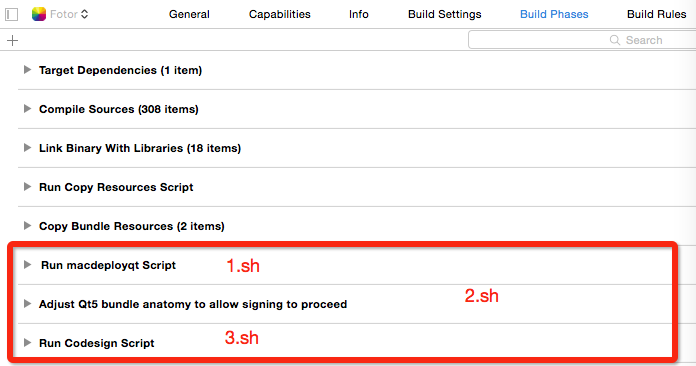 Fotor
General Capabilities Info Build Settings Build Phases Build Rules
Search
Target Dependencies (1 item)
Compile Sources (308 items)
Link Binary With Libraries (18 items)
Run Copy Resources Script
Copy Bundle Resources (2 items)
Run macdeployqt Script 1.sh
Adjust Qt5 bundle anatomy to allow signing to proceed 2.sh
Run Codesign Script 3.sh